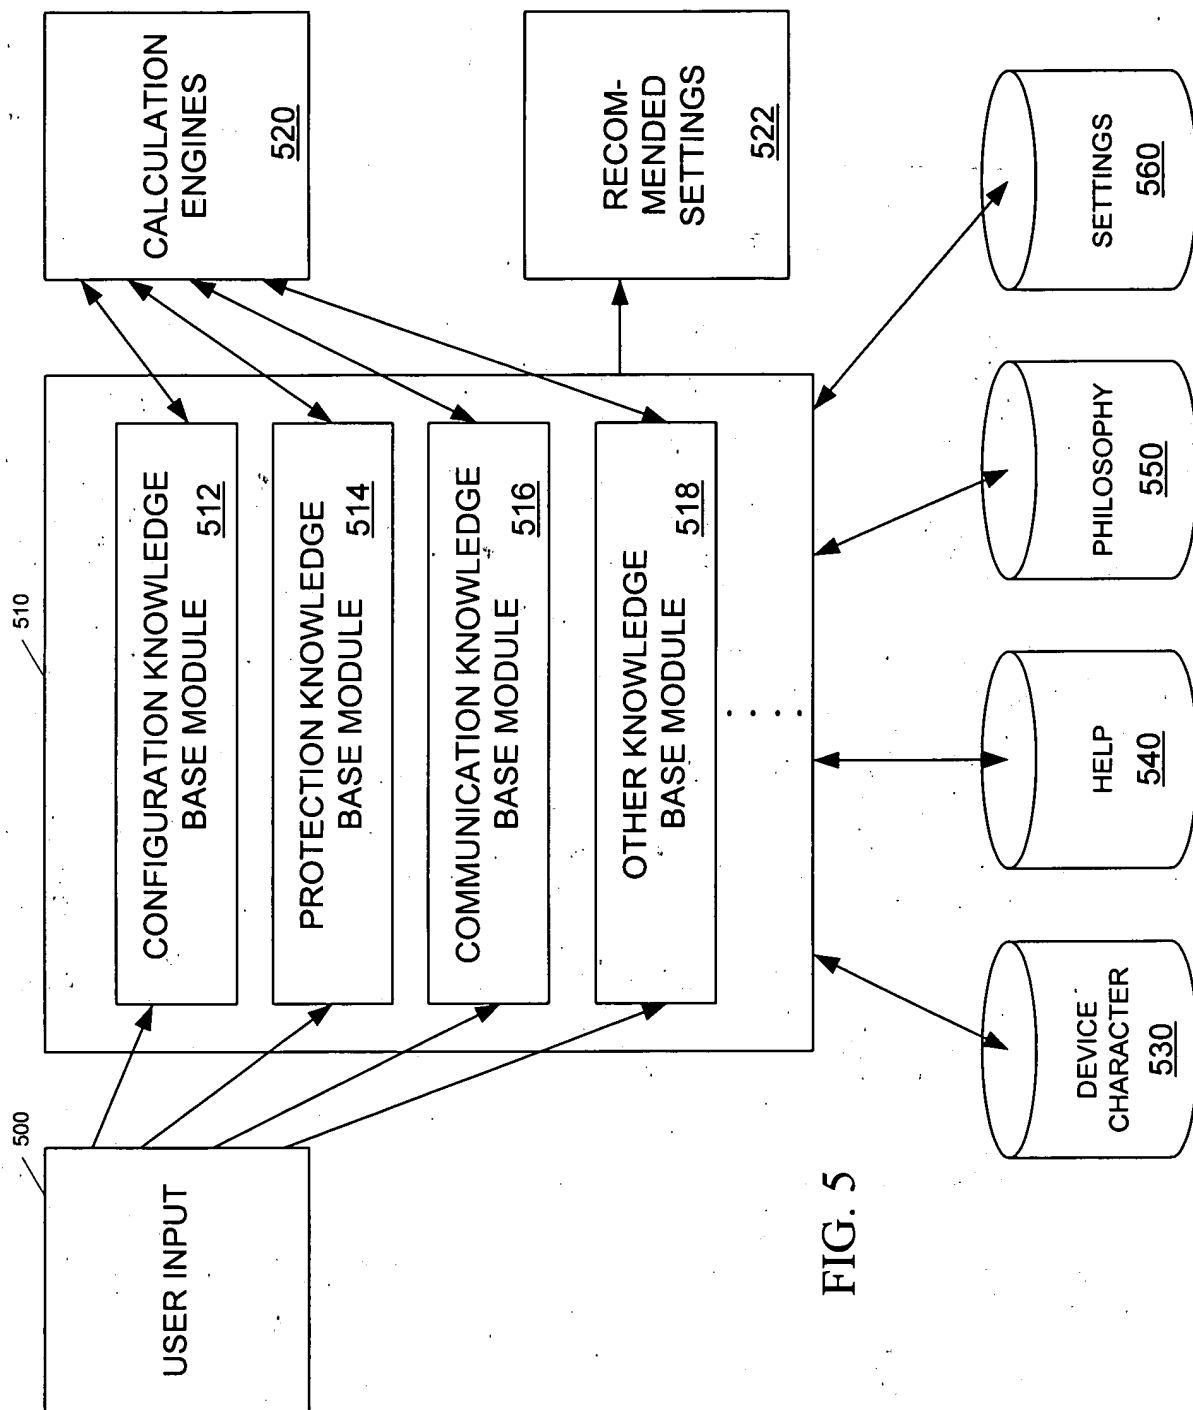 500
USER INPUT
510
CONFIGURATION KNOWLEDGE
BASE MODULE
512
PROTECTION KNOWLEDGE
BASE MODULE
514
COMMUNICATION KNOWLEDGE
BASE MODULE
516
OTHER KNOWLEDGE
BASE MODULE
518
CALCULATION
ENGINES
520
RECOM-
MENDED
SETTINGS
522
DEVICE
CHARACTER
530
HELP
540
PHILOSOPHY
550
SETTINGS
560
FIG. 5